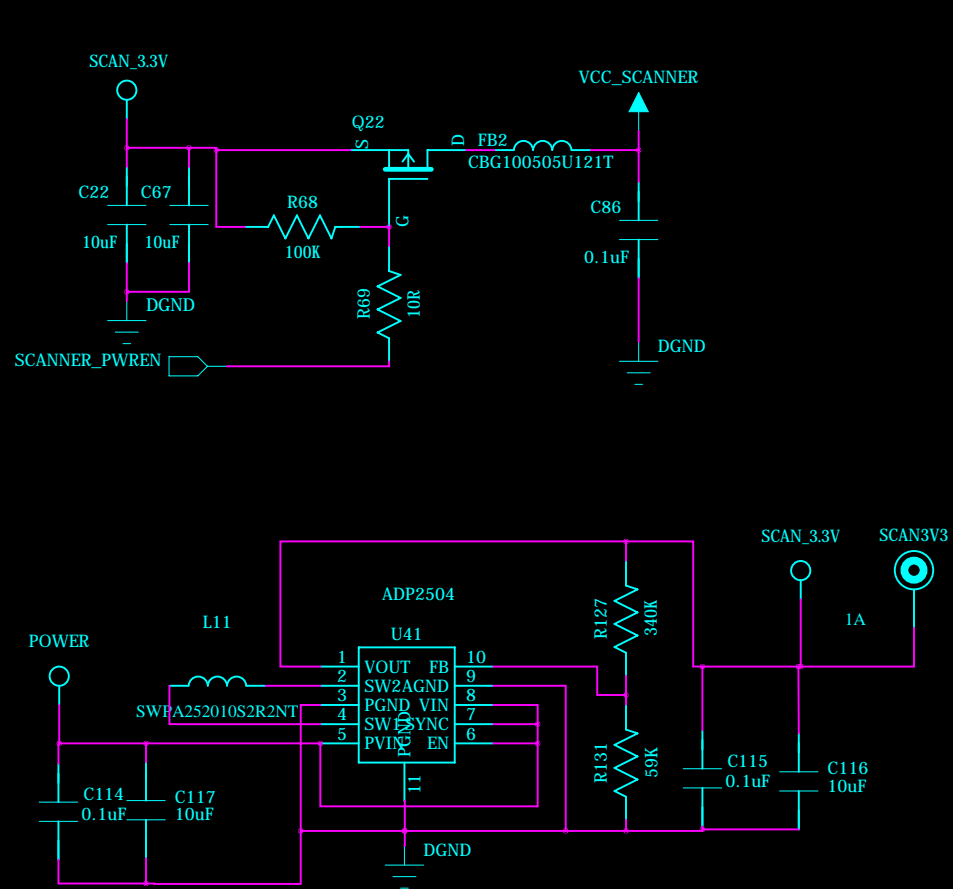 SCAN_3.3V
VCC_SCANNER
Q22
S
D
FB2
CBG100505U121T
C22
C67
R68
G
C86
10uF
10uF
100K
0.1uF
R69
10R
DGND
DGND
SCANNER_PWREN
SCAN_3.3V
SCAN3V3
ADP2504
R127
340K
1A
L11
U41
POWER
1
VOUT
FB
10
2
SW2
AGND
9
3
PGND
VIN
8
SWPA252010S2R2NT
4
SW1
SYNC
7
5
PVIN
EN
6
PGND
11
R131
59K
C115
0.1uF
C116
10uF
C114
0.1uF
C117
10uF
DGND